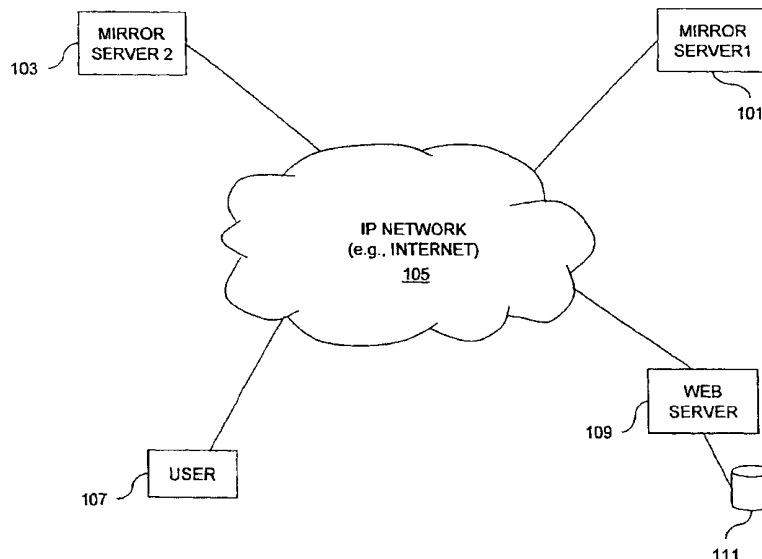 MIRROR
SERVER 2
103
MIRROR
SERVER1
101
IP NETWORK
(e.g., INTERNET)
105
WEB
SERVER
109
USER
107
111